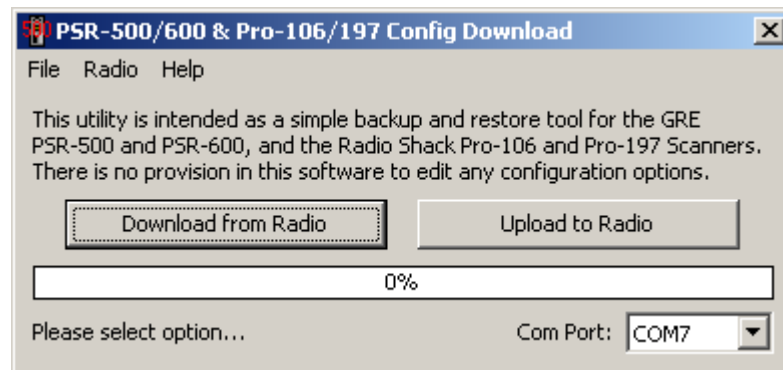 500 PSR-500/600 & Pro-106/197 Config Download
File Radio Help
This utility is intended as a simple backup and restore tool for the GRE
PSR-500 and PSR-600, and the Radio Shack Pro-106 and Pro-197 Scanners.
There is no provision in this software to edit any configuration options.
Download from Radio Upload to Radio
0%
Please select option... Com Port: COM7